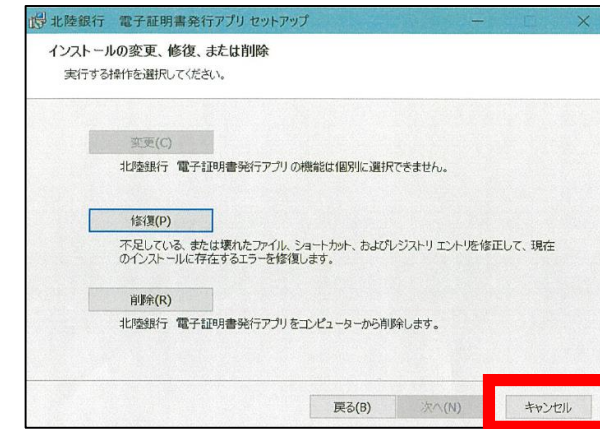 北陸銀行 電子証明書発行アプリ セットアップ
インストールの変更、修復、または削除
実行する操作を選択してください。
変更(C)
北陸銀行 電子証明書発行アプリ の機能は個別に選択できません。
修復(P)
不足している、または壊れたファイル、ショートカット、およびレジストリ エントリを修正して、現在
のインストールに存在するエラーを修復します。
削除(R)
北陸銀行 電子証明書発行アプリ をコンピューターから削除します。
戻る(B) 次へ(N) キャンセル